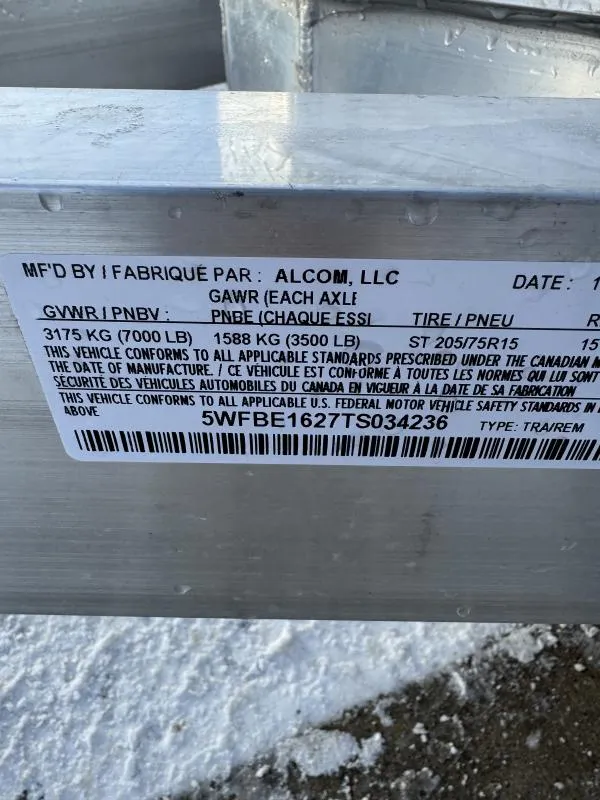 MF'D BY / FABRIQUÉ PAR : ALCOM, LLC DATE : 1
GAWR (EACH AXLE
GVWR / PNBV : PNBE (CHAQUE ESSI TIRE / PNEU R
3175 KG (7000 LB) 1588 KG (3500 LB) ST 205/75R15 15
THIS VEHICLE CONFORMS TO ALL APPLICABLE STANDARDS PRESCRIBED UNDER THE CANADIAN M
THE DATE OF MANUFACTURE. / CE VÉHICULE EST CONFORME À TOUTES LES NORMES QUI LUI SONT
SÉCURITÉ DES VÉHICULES AUTOMOBILES DU CANADA EN VIGUEUR À LA DATE DE SA FABRICATION
THIS VEHICLE CONFORMS TO ALL APPLICABLE U.S. FEDERAL MOTOR VEHICLE SAFETY STANDARDS IN
ABOVE 5WFBE1627TS034236 TYPE: TRA/REM